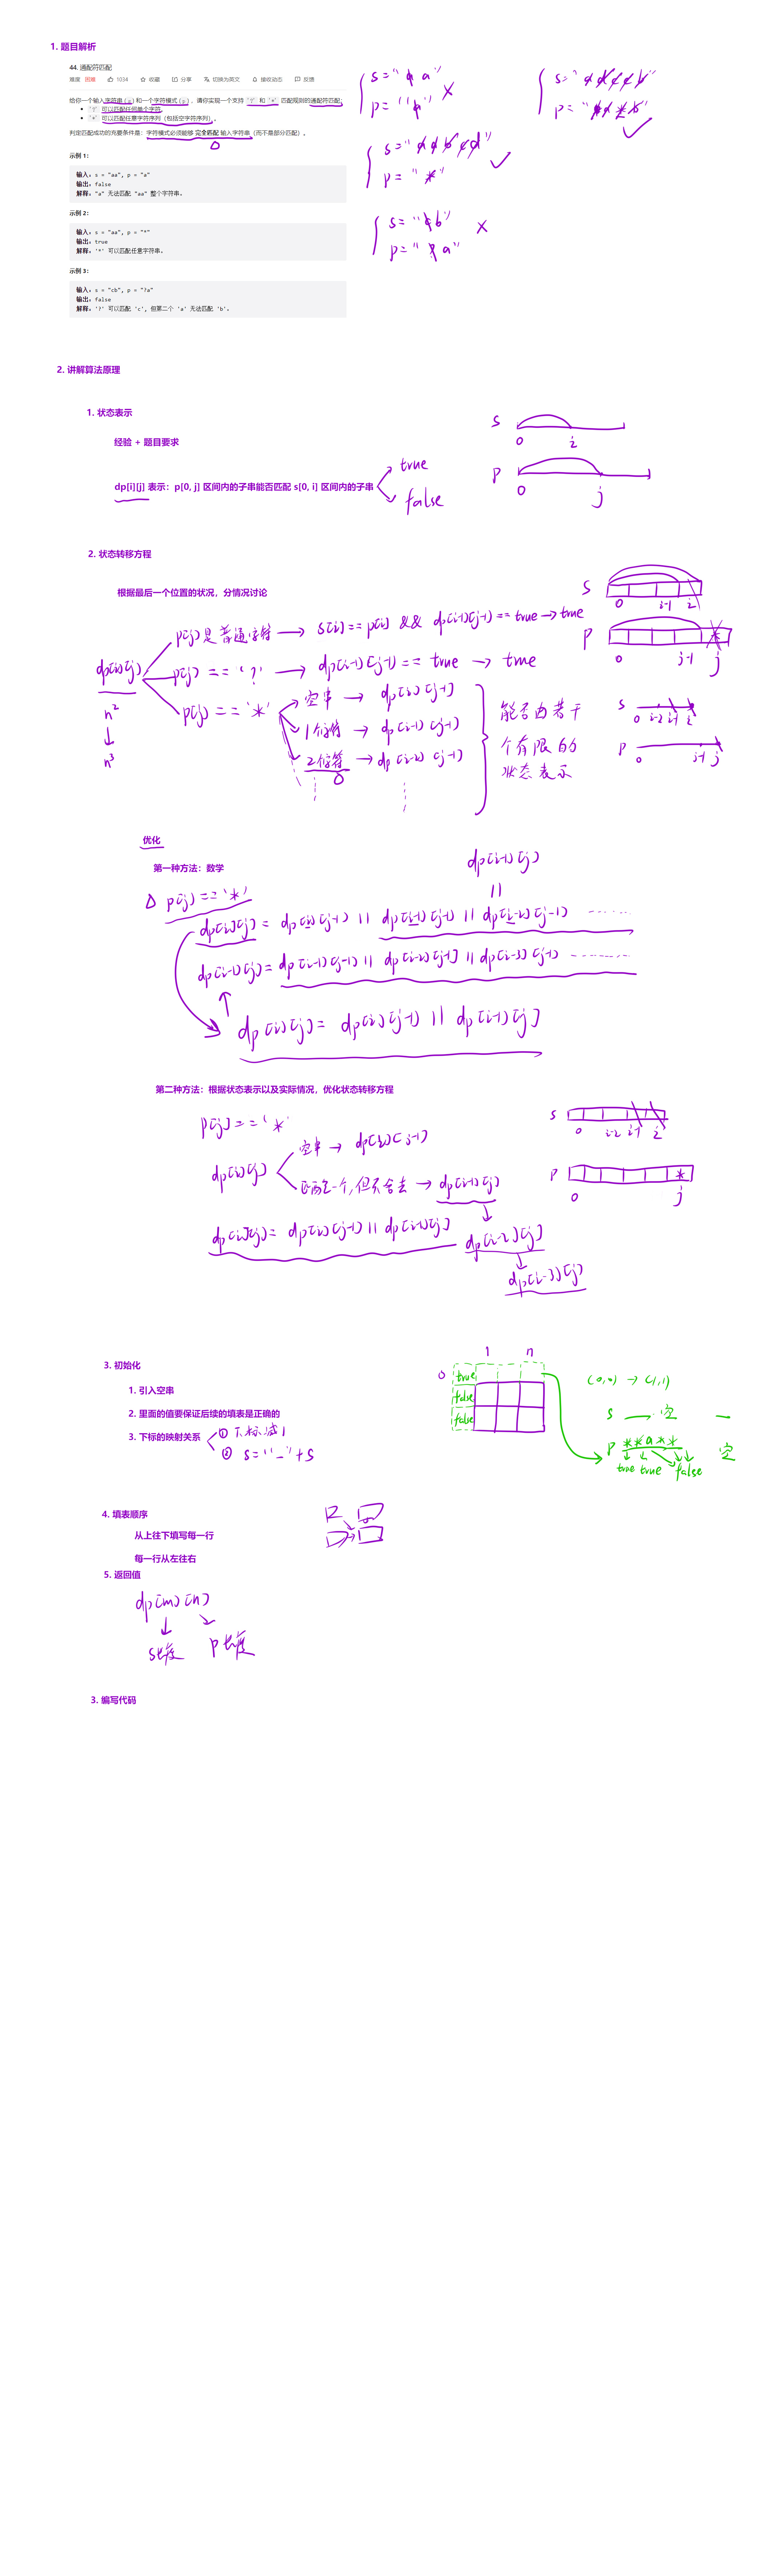 1. 题目解析
44. 通配符匹配
难度 困难 1034 收藏 分享 切换为英文 接收动态 反馈
给你一个输入字符串 (s) 和一个字符模式 (p) ，请你实现一个支持 '?' 和 '*' 匹配规则的通配符匹配：
• '?' 可以匹配任何单个字符。
• '*' 可以匹配任意字符序列（包括空字符序列）。
判定匹配成功的充要条件是：字符模式必须能够 完全匹配 输入字符串（而不是部分匹配）。
示例 1：
输入：s = "aa", p = "a"
输出：false
解释："a" 无法匹配 "aa" 整个字符串。
示例 2：
输入：s = "aa", p = "*"
输出：true
解释：'*' 可以匹配任意字符串。
示例 3：
输入：s = "cb", p = "?a"
输出：false
解释：'?' 可以匹配 'c', 但第二个 'a' 无法匹配 'b'。
s = "a a"
p = "a"
s = "
p = "
s = "
p = "*"
s = "cb"
p = "? a"
2. 讲解算法原理
1. 状态表示
经验 + 题目要求
dp[i][j] 表示：p[0, j] 区间内的子串能否匹配 s[0, i] 区间内的子串
true
false
s
0 i
p
0 j
2. 状态转移方程
根据最后一个位置的状况，分情况讨论
dp[i][j]
n²
↓
n³
p[j] 是普通字符 → s[i] == p[j] && dp[i-1][j-1] == true → true
p[j] == '?' → dp[i-1][j-1] == true → true
p[j] == '*'
空串 → dp[i][j-1]
1个字符 → dp[i-1][j-1]
2个字符 → dp[i-2][j-1]
能否由若干
个有限的
状态表示
s
0 i-1 i
p *
0 j-1 j
s
0 i-2 i-1 i
p
0 j-1 j
优化
第一种方法：数学
dp[i-1][j]
||
△ p[j] == '*'
dp[i][j] = dp[i][j-1] || dp[i-1][j-1] || dp[i-2][j-1] ......
dp[i-1][j] = dp[i-1][j-1] || dp[i-2][j-1] || dp[i-3][j-1] ......
dp[i][j] = dp[i][j-1] || dp[i-1][j]
第二种方法：根据状态表示以及实际情况，优化状态转移方程
p[j] == '*'
dp[i][j]
空串 → dp[i][j-1]
匹配一个，但不舍去 → dp[i-1][j]
dp[i][j] = dp[i][j-1] || dp[i-1][j]
dp[i-2][j]
dp[i-3][j]
s
0 i-2 i-1 i
p *
0 j
3. 初始化
1. 引入空串
2. 里面的值要保证后续的填表是正确的
3. 下标的映射关系
① 下标减1
② s = "_" + s
1 n
0 true
false
false
(0,0) → (1,1)
s → 空
p **a** 空
true true false
4. 填表顺序
从上往下填写每一行
每一行从左往右
5. 返回值
dp[m][n]
s长度 p长度
3. 编写代码